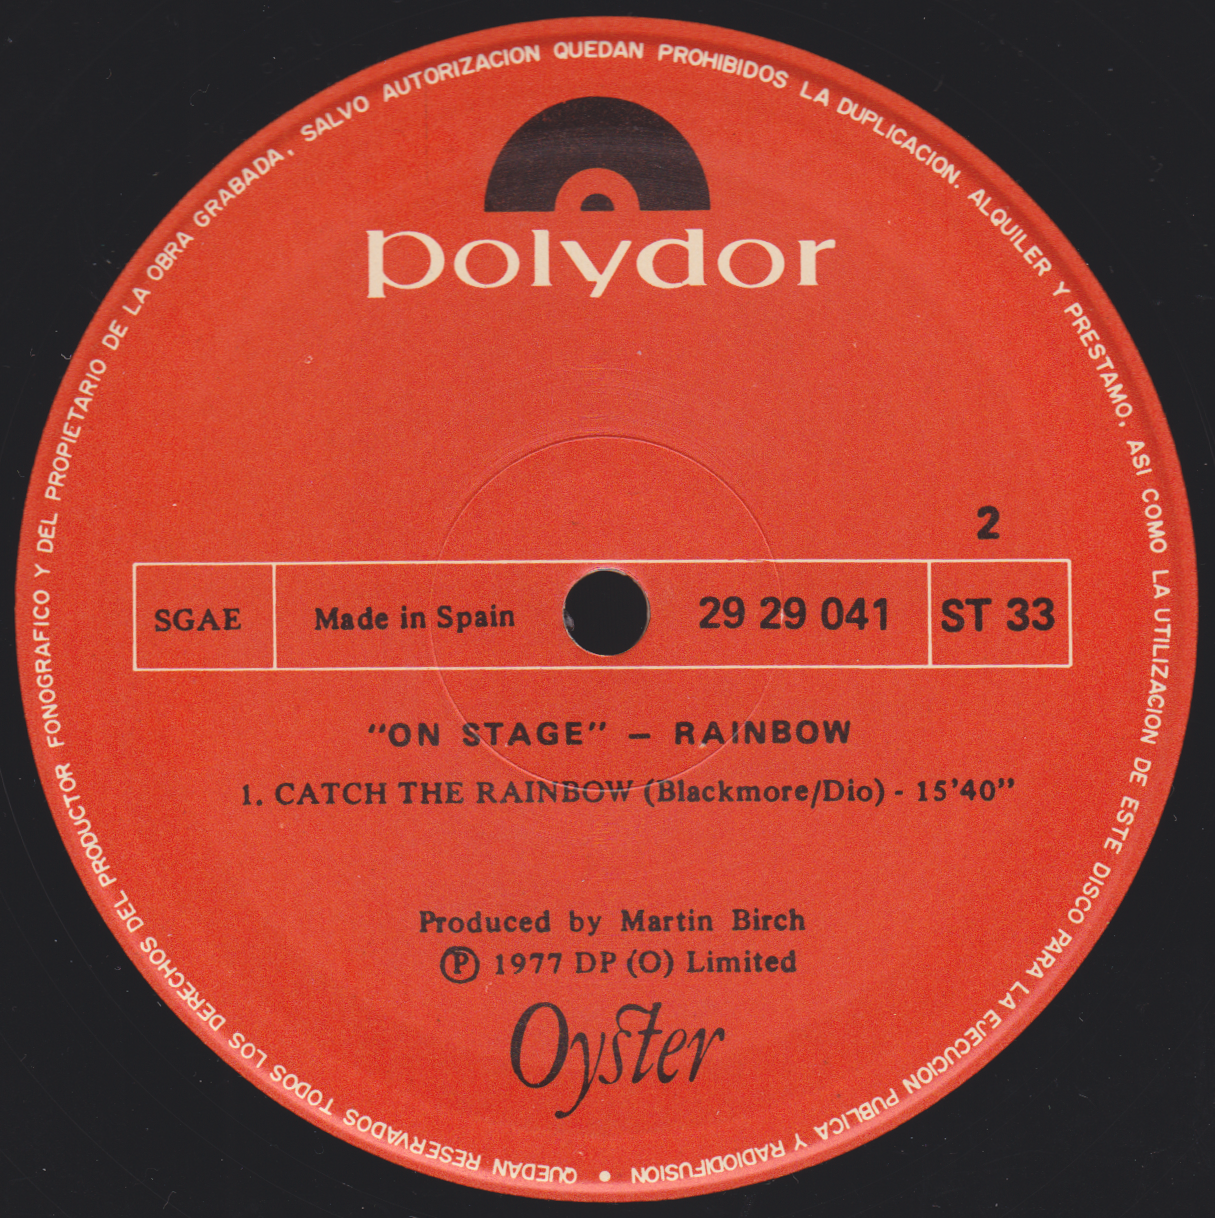 QUEDAN RESERVADOS TODOS LOS DERECHOS DEL PRODUCTOR FONOGRAFICO Y DEL PROPIETARIO DE LA OBRA GRABADA. SALVO AUTORIZACION QUEDAN PROHIBIDOS LA DUPLICACION. ALQUILER Y PRESTAMO, ASI COMO LA UTILIZACION DE ESTE DISCO PARA LA EJECUCION PUBLICA Y RADIODIFUSION •
polydor
2
SGAE Made in Spain 29 29 041 ST 33
"ON STAGE" — RAINBOW
1. CATCH THE RAINBOW (Blackmore/Dio) - 15'40"
Produced by Martin Birch
Ⓟ 1977 DP (O) Limited
Oyster